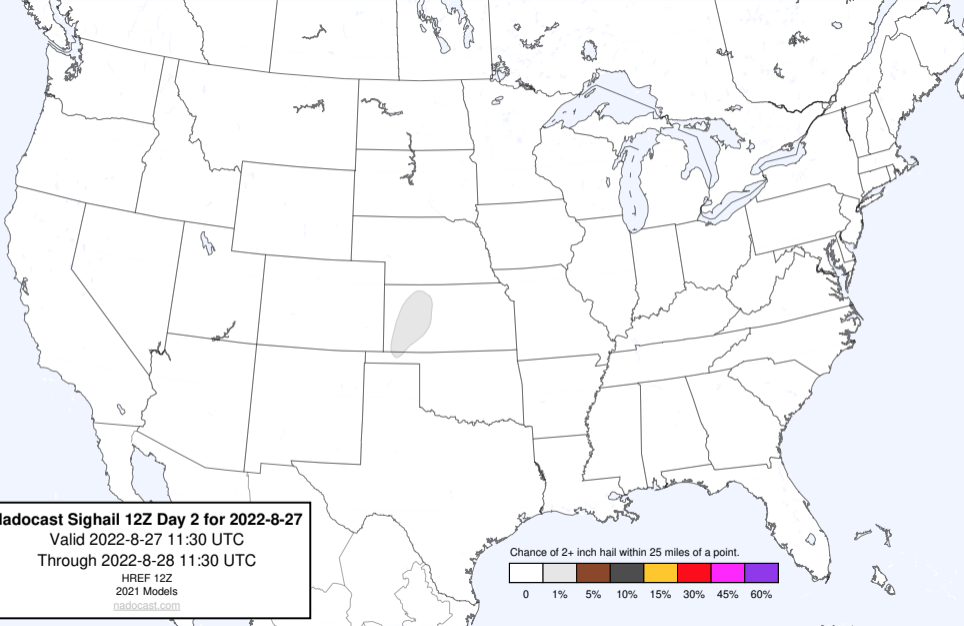 adocast Sighail 12Z Day 2 for 2022-8-27
Valid 2022-8-27 11:30 UTC
Through 2022-8-28 11:30 UTC
HREF 12Z
2021 Models
nadocast.com
Chance of 2+ inch hail within 25 miles of a point.
0 1% 5% 10% 15% 30% 45% 60%